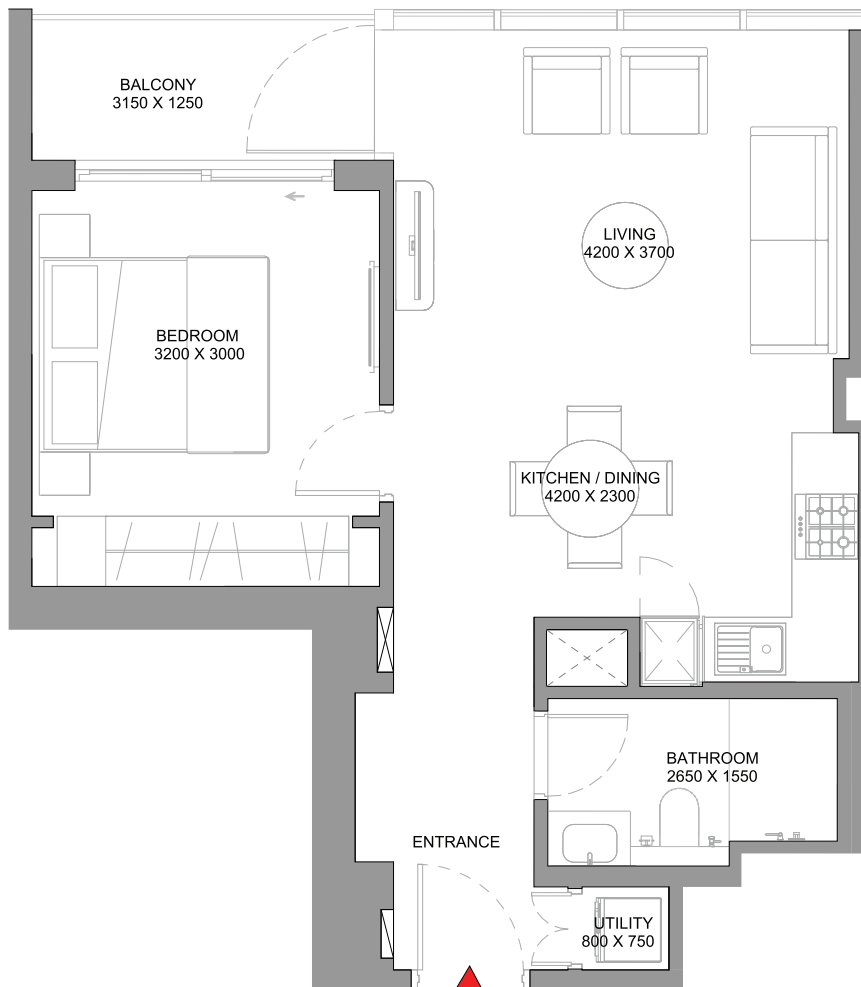 BALCONY
3150 X 1250
LIVING
4200 X 3700
BEDROOM
3200 X 3000
KITCHEN / DINING
4200 X 2300
BATHROOM
2650 X 1550
ENTRANCE
UTILITY
800 X 750